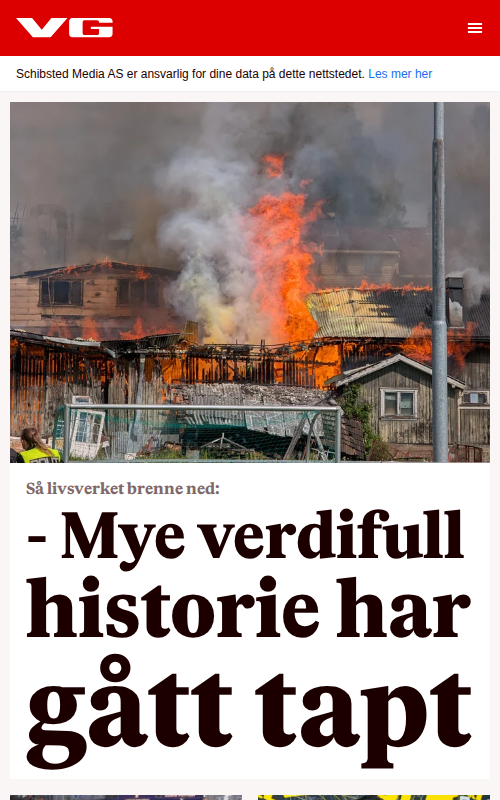 VG
Schibsted Media AS er ansvarlig for dine data på dette nettstedet. Les mer her
Så livsverket brenne ned:
- Mye verdifull
historie har
gått tapt